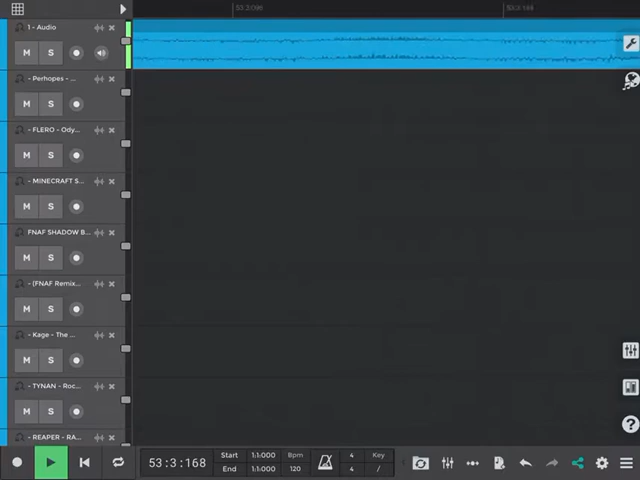 53:3:096
53:3:168
1 - Audio
M S
- Perhopes - ...
M S
- FLERO - Ody...
M S
- MINECRAFT S...
M S
FNAF SHADOW B...
M S
- (FNAF Remix...
M S
- Kage - The ...
M S
- TYNAN - Roc...
M S
- REAPER - RA...
53:3:168
Start 1:1:000 Bpm 4 Key
End 1:1:000 120 4 /
?